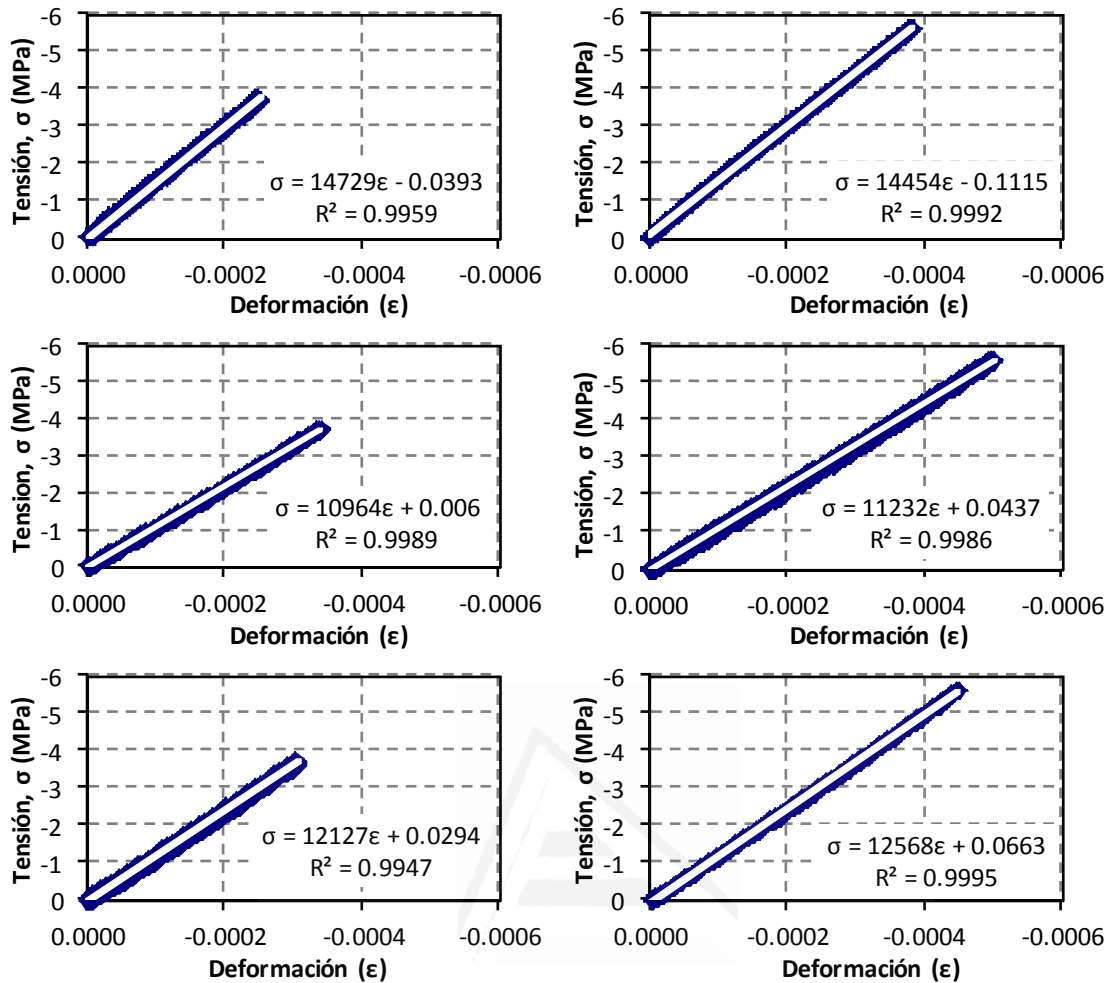 Tensión, σ (MPa)
-6
-5
-4
-3
-2
-1
0
σ = 14729ε - 0.0393
R² = 0.9959
0.0000 -0.0002 -0.0004 -0.0006
Deformación (ε)
Tensión, σ (MPa)
-6
-5
-4
-3
-2
-1
0
σ = 14454ε - 0.1115
R² = 0.9992
0.0000 -0.0002 -0.0004 -0.0006
Deformación (ε)
Tension, σ (MPa)
-6
-5
-4
-3
-2
-1
0
σ = 10964ε + 0.006
R² = 0.9989
0.0000 -0.0002 -0.0004 -0.0006
Deformación (ε)
Tensión, σ (MPa)
-6
-5
-4
-3
-2
-1
0
σ = 11232ε + 0.0437
R² = 0.9986
0.0000 -0.0002 -0.0004 -0.0006
Deformación (ε)
Tensión, σ (MPa)
-6
-5
-4
-3
-2
-1
0
σ = 12127ε + 0.0294
R² = 0.9947
0.0000 -0.0002 -0.0004 -0.0006
Deformación (ε)
Tensión, σ (MPa)
-6
-5
-4
-3
-2
-1
0
σ = 12568ε + 0.0663
R² = 0.9995
0.0000 -0.0002 -0.0004 -0.0006
Deformación (ε)